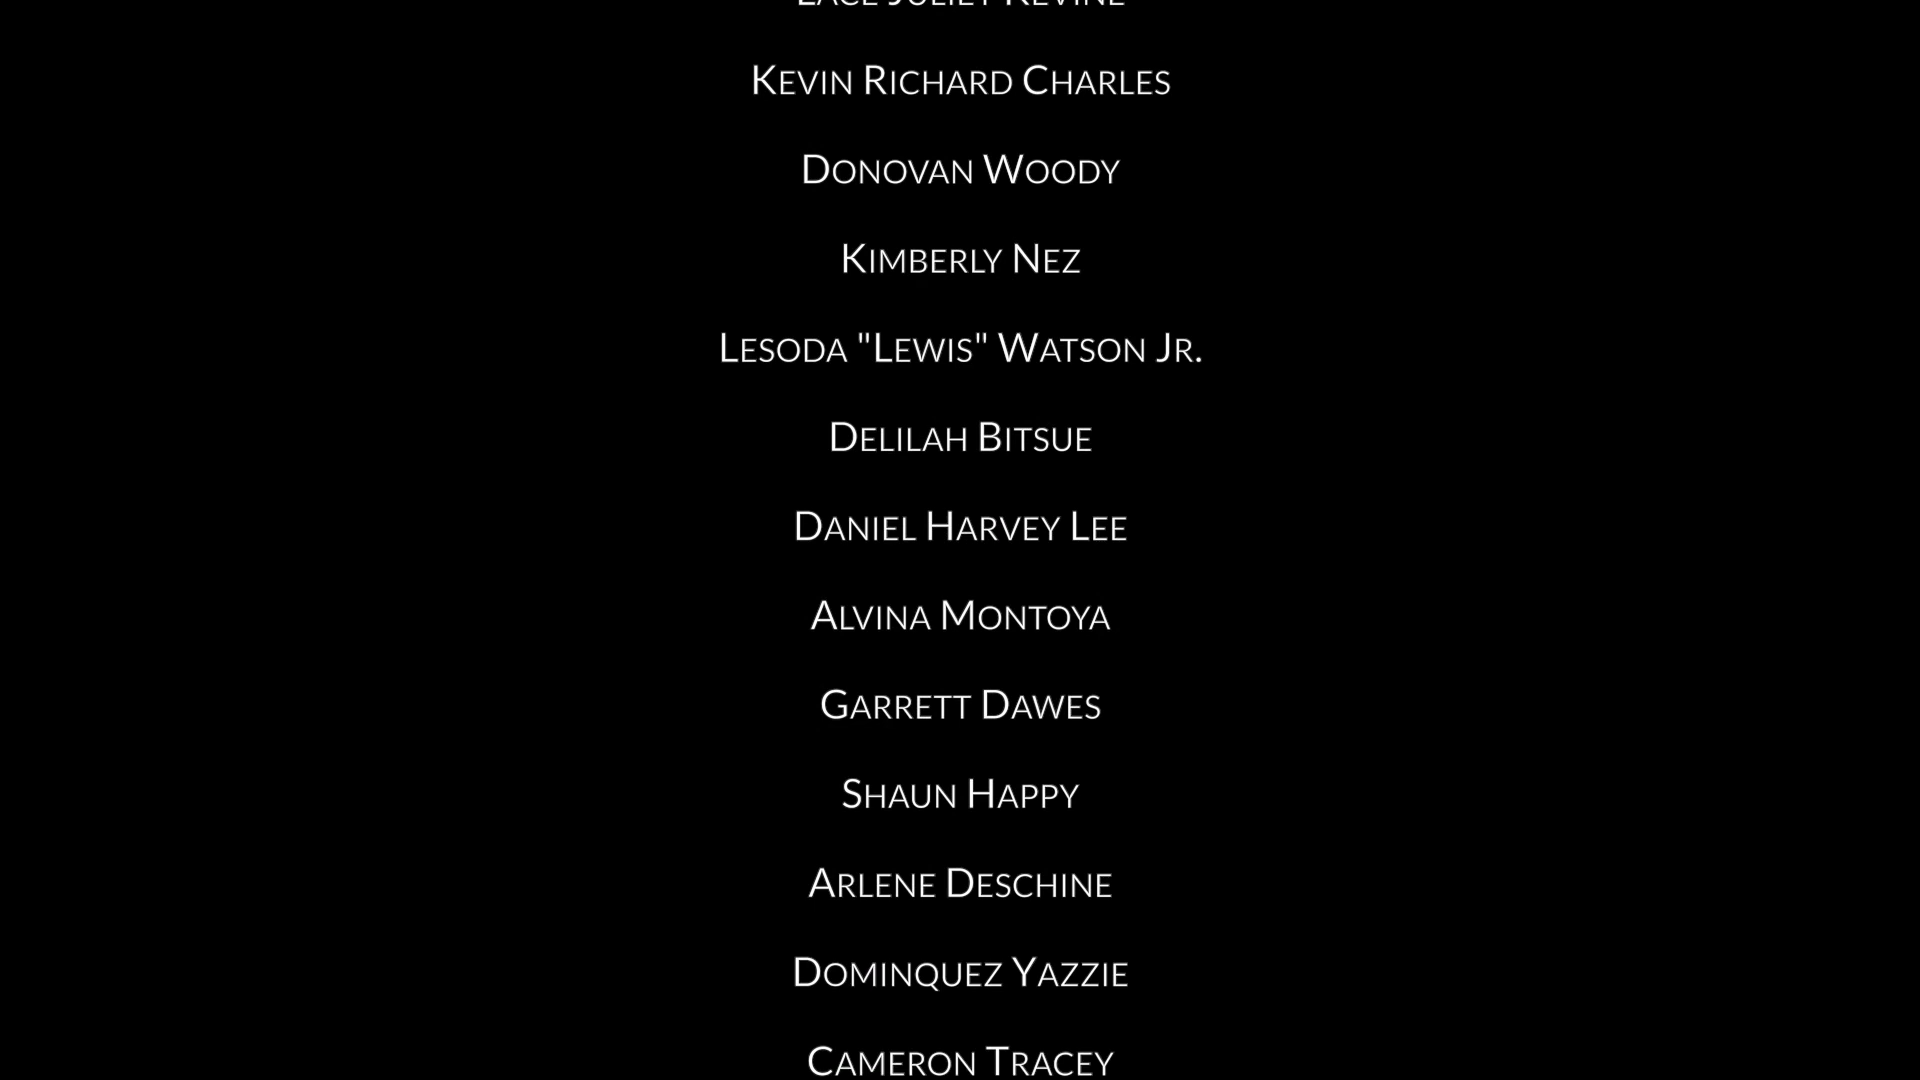 Kevin Richard Charles
Donovan Woody
Kimberly Nez
Lesoda "Lewis" Watson Jr.
Delilah Bitsue
Daniel Harvey Lee
Alvina Montoya
Garrett Dawes
Shaun Happy
Arlene Deschine
Dominquez Yazzie
Cameron Tracey